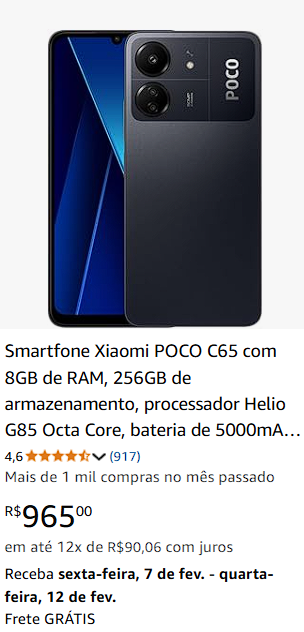 POCO
Smartfone Xiaomi POCO C65 com
8GB de RAM, 256GB de
armazenamento, processador Helio
G85 Octa Core, bateria de 5000mA...
4,6 (917)
Mais de 1 mil compras no mês passado
R$96500
em até 12x de R$90,06 com juros
Receba sexta-feira, 7 de fev. - quarta-
feira, 12 de fev.
Frete GRÁTIS